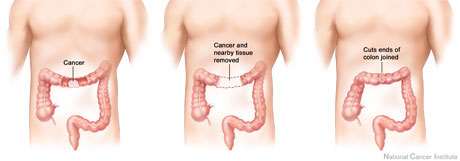 Cancer
Cancer and
nearby tissue
removed
Cuts ends of
colon joined
National Cancer Institute